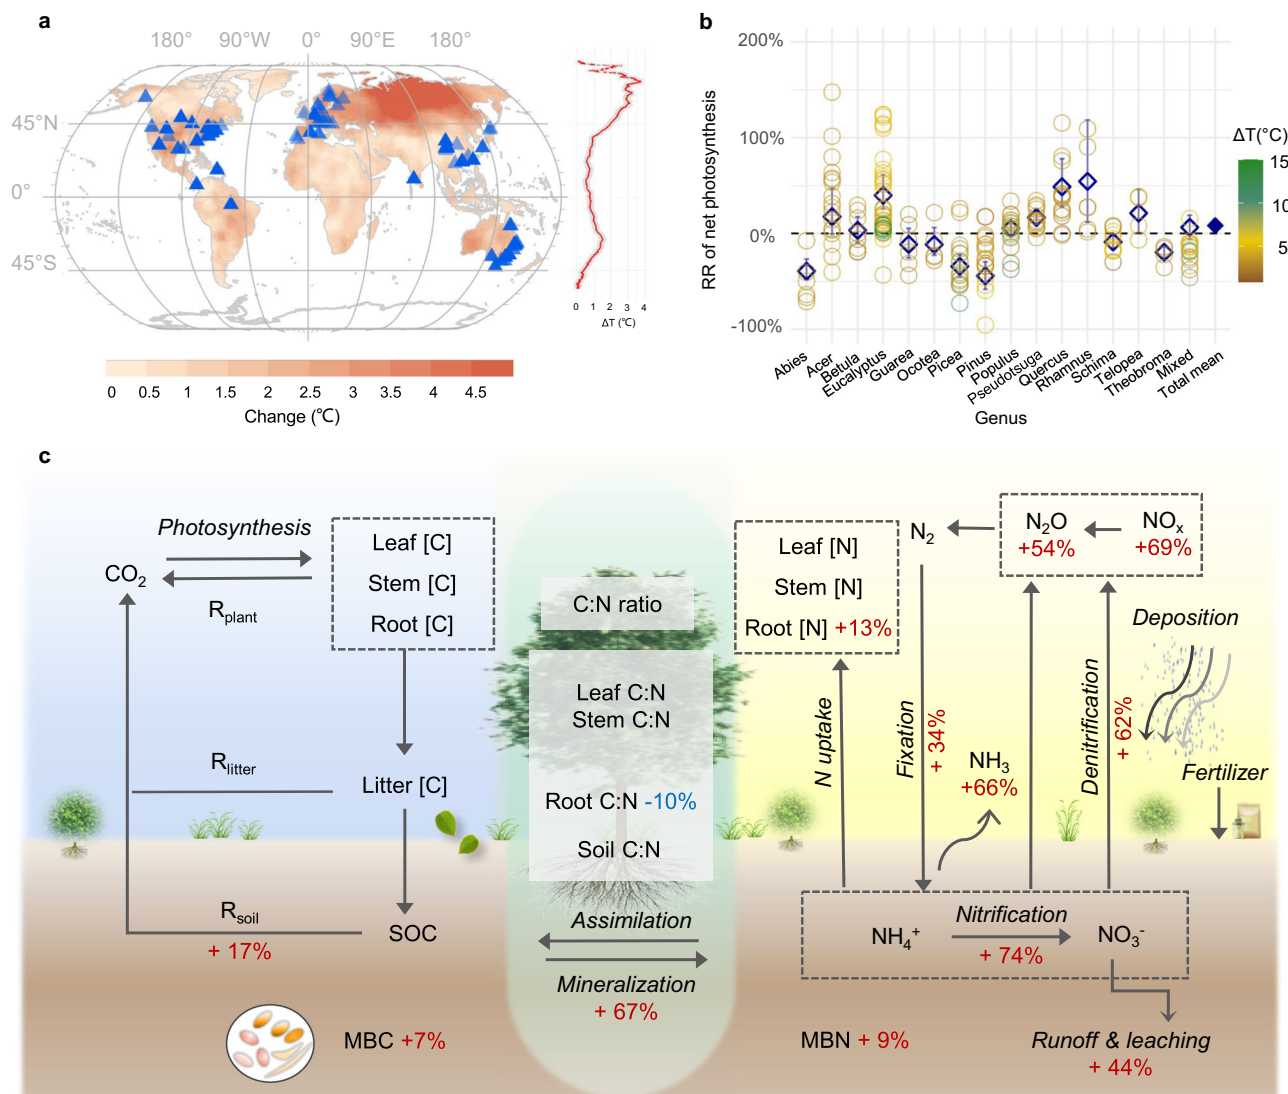 a
180° 90°W 0° 90°E 180°
45°N
0°
45°S
0 1 2 3 4
ΔT (℃)
0 0.5 1 1.5 2 2.5 3 3.5 4 4.5
Change (℃)
b
RR of net photosynthesis
200%
100%
0%
-100%
Abies
Acer
Betula
Eucalyptus
Guarea
Ocotea
Picea
Pinus
Populus
Pseudotsuga
Quercus
Rhamnus
Schima
Telopea
Theobroma
Mixed
Total mean
Genus
ΔT(°C)
15
10
5
c
Photosynthesis
CO2
Rplant
Leaf [C]
Stem [C]
Root [C]
Rlitter
Litter [C]
Rsoil
+ 17%
SOC
MBC +7%
C:N ratio
Leaf C:N
Stem C:N
Root C:N -10%
Soil C:N
Assimilation
Mineralization
+ 67%
Leaf [N]
Stem [N]
Root [N] +13%
N2
N2O
+54%
NOx
+69%
N uptake
Fixation
+ 34%
NH3
+66%
Denitrification
+ 62%
Deposition
Fertilizer
NH4+
Nitrification
+ 74%
NO3-
MBN + 9%
Runoff & leaching
+ 44%